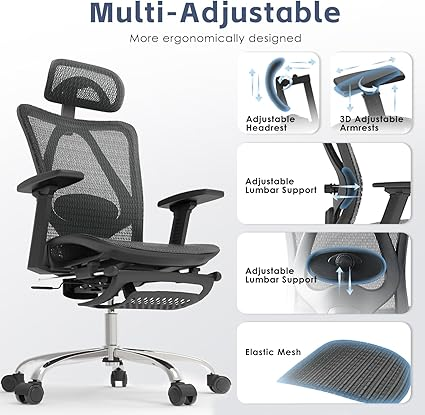 Multi-Adjustable
More ergonomically designed
Adjustable
Headrest
3D Adjustable
Armrests
Adjustable
Lumbar Support
Adjustable
Lumbar Support
Elastic Mesh